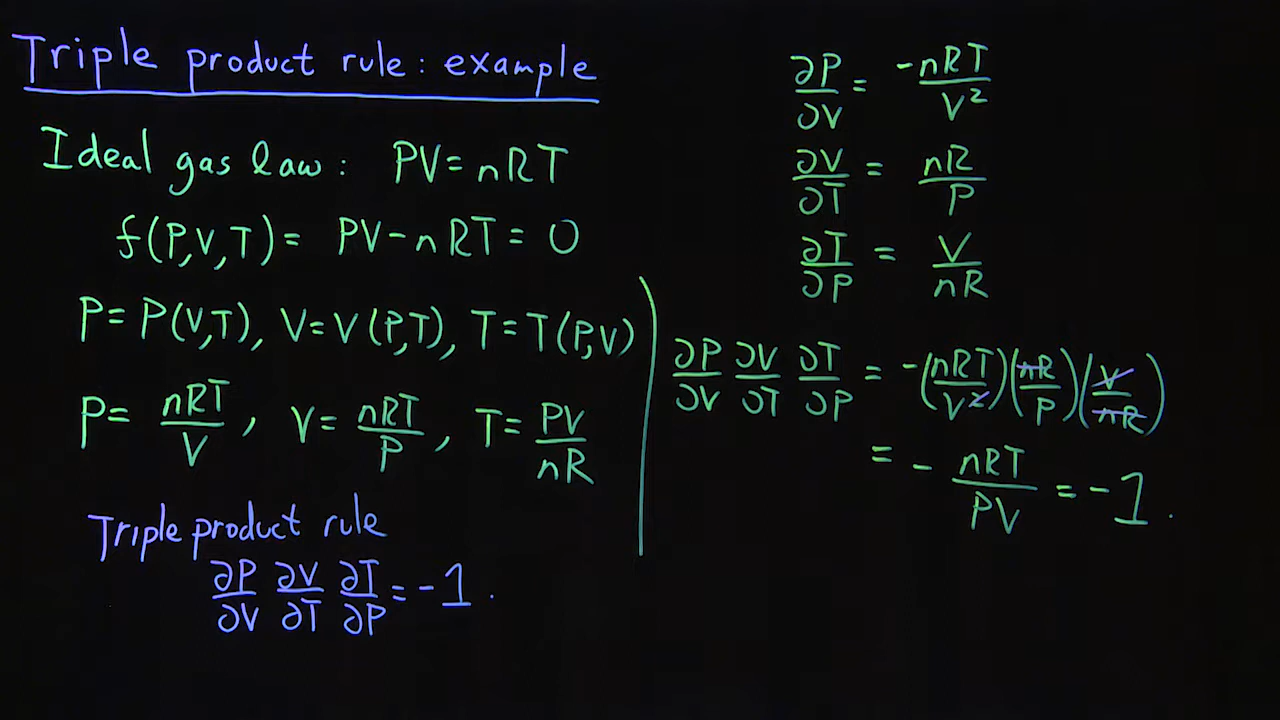 Triple product rule: example
Ideal gas law: PV = nRT
f(P,V,T) = PV - nRT = 0
P = P(V,T), V = V(P,T), T = T(P,V)
P = nRT/V, V = nRT/P, T = PV/nR
Triple product rule
∂P/∂V ∂V/∂T ∂T/∂P = -1.
∂P/∂V = -nRT/V²
∂V/∂T = nR/P
∂T/∂P = V/nR
∂P/∂V ∂V/∂T ∂T/∂P = -(nRT/V²)(nR/P)(V/nR)
= - nRT/PV = -1.